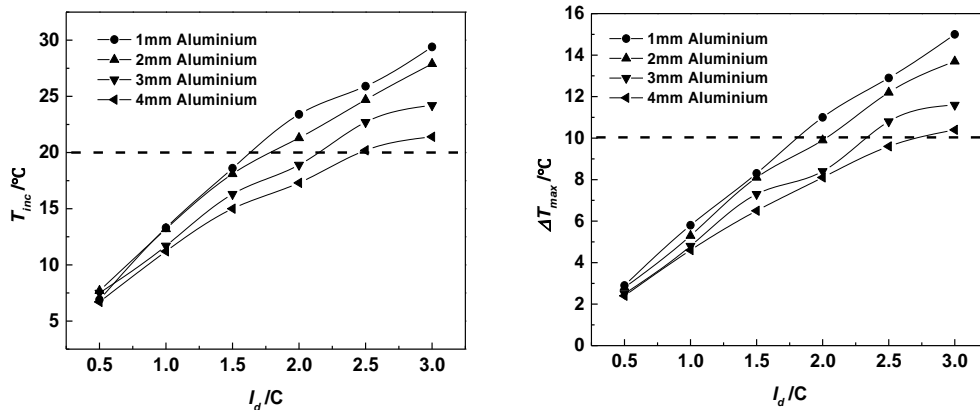 30
25
20
15
10
5
T_inc /°C
1mm Aluminium
2mm Aluminium
3mm Aluminium
4mm Aluminium
0.5 1.0 1.5 2.0 2.5 3.0
I_d /C
16
14
12
10
8
6
4
2
0
ΔT_max /°C
1mm Aluminium
2mm Aluminium
3mm Aluminium
4mm Aluminium
0.5 1.0 1.5 2.0 2.5 3.0
I_d /C